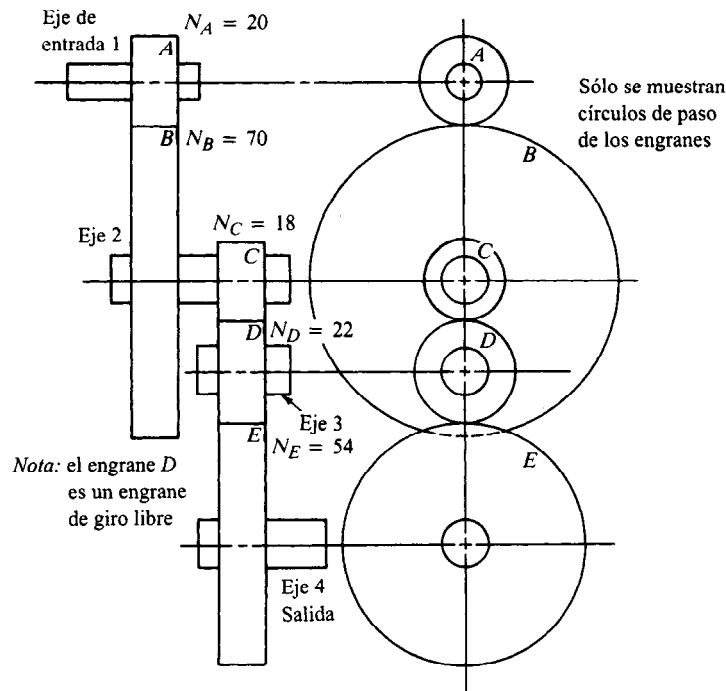 Eje de
entrada 1
N_A = 20
A
B
N_B = 70
Eje 2
N_C = 18
C
D
N_D = 22
Eje 3
E
N_E = 54
Nota: el engrane D
es un engrane
de giro libre
Eje 4
Salida
A
B
C
D
E
Sólo se muestran
círculos de paso
de los engranes